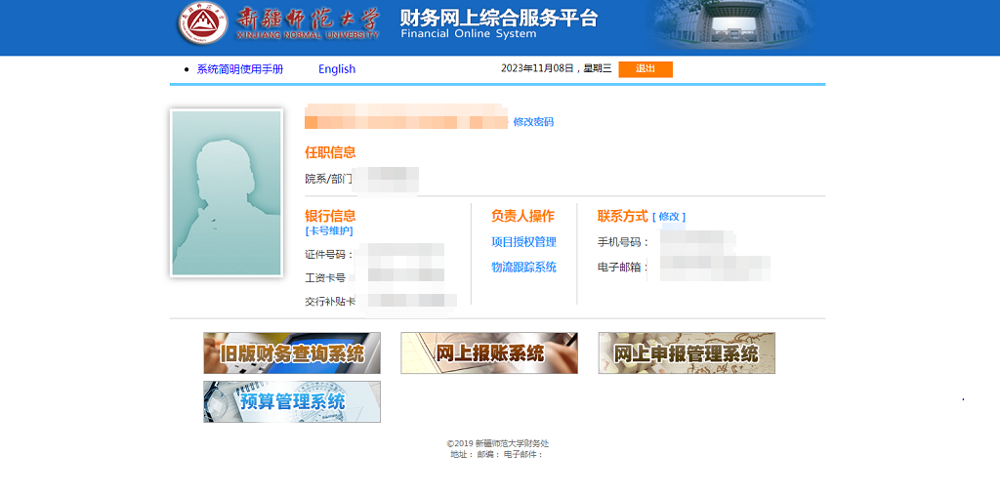 新疆师范大学 财务网上综合服务平台
XINJIANG NORMAL UNIVERSITY Financial Online System
系统简明使用手册 English 2023年11月08日，星期三 退出
修改密码
任职信息
院系/部门
银行信息 负责人操作 联系方式 [ 修改 ]
[卡号维护]
项目授权管理 手机号码：
证件号码：
物流跟踪系统 电子邮箱：
工资卡号
交行补贴卡
旧版财务查询系统 网上报账系统 网上申报管理系统
预算管理系统
©2019 新疆师范大学财务处
地址： 邮编： 电子邮件：